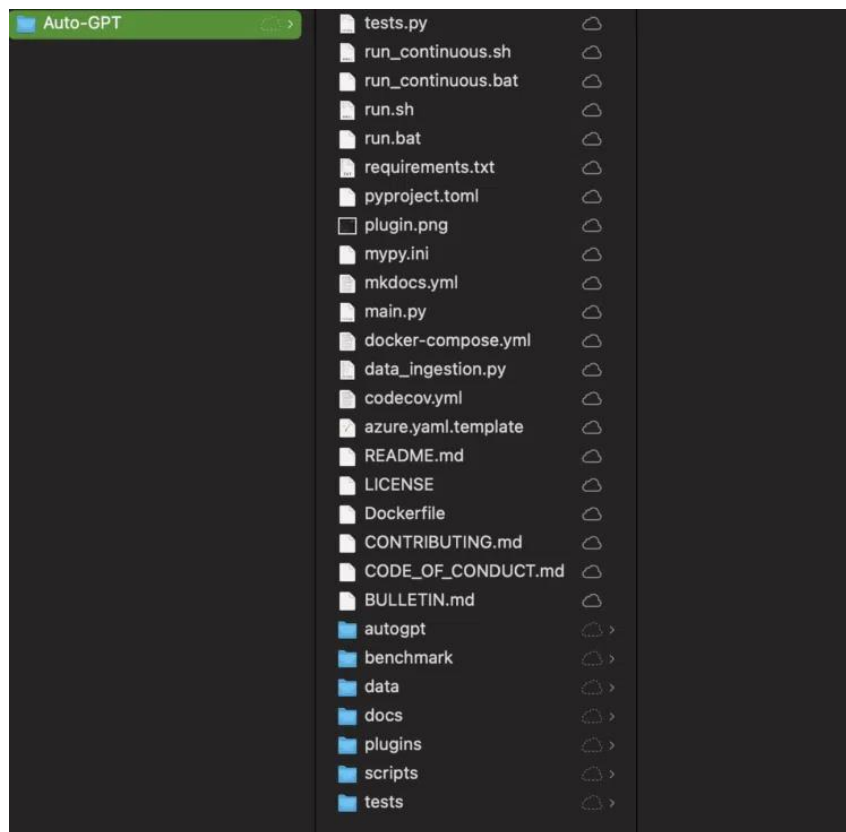 Auto-GPT
tests.py
run_continuous.sh
run_continuous.bat
run.sh
run.bat
requirements.txt
pyproject.toml
plugin.png
mypy.ini
mkdocs.yml
main.py
docker-compose.yml
data_ingestion.py
codecov.yml
azure.yaml.template
README.md
LICENSE
Dockerfile
CONTRIBUTING.md
CODE_OF_CONDUCT.md
BULLETIN.md
autogpt
benchmark
data
docs
plugins
scripts
tests